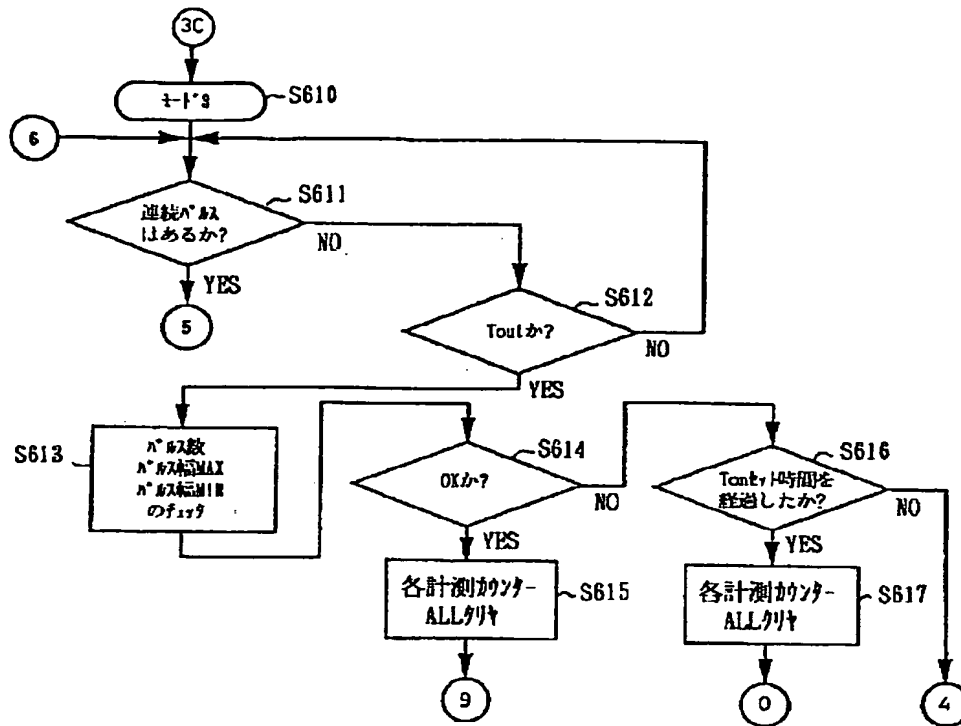 3C
ﾓｰﾄﾞ3
S610
6
連続ﾊﾟﾙｽ
はあるか?
S611
NO
YES
5
Toutか?
S612
NO
YES
S613
ﾊﾟﾙｽ数
ﾊﾟﾙｽ幅MAX
ﾊﾟﾙｽ幅MIN
のﾁｪｯｸ
OKか?
S614
NO
YES
Tonｾｯﾄ時間を
経過したか?
S616
NO
YES
各計測ｶｳﾝﾀｰ
ALLｸﾘﾔ
S615
各計測ｶｳﾝﾀｰ
ALLｸﾘﾔ
S617
9
0
4